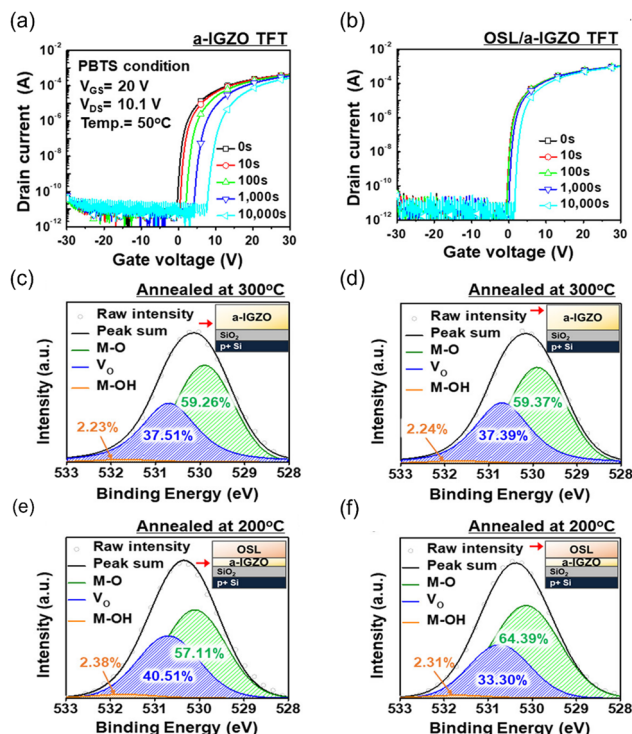 (a)
a-IGZO TFT
PBTS condition
V_GS= 20 V
V_DS= 10.1 V
Temp.= 50°C
0s
10s
100s
1,000s
10,000s
10^-2
10^-4
10^-6
10^-8
10^-10
10^-12
Drain current (A)
-30 -20 -10 0 10 20 30
Gate voltage (V)
(b)
OSL/a-IGZO TFT
0s
10s
100s
1,000s
10,000s
10^-2
10^-4
10^-6
10^-8
10^-10
10^-12
Drain current (A)
-30 -20 -10 0 10 20 30
Gate voltage (V)
(c)
Annealed at 300°C
Raw intensity
Peak sum
M-O
V_O
M-OH
a-IGZO
SiO₂
p+ Si
59.26%
2.23%
37.51%
Intensity (a.u.)
533 532 531 530 529 528
Binding Energy (eV)
(d)
Annealed at 300°C
Raw intensity
Peak sum
M-O
V_O
M-OH
a-IGZO
SiO₂
p+ Si
59.37%
2.24%
37.39%
Intensity (a.u.)
533 532 531 530 529 528
Binding Energy (eV)
(e)
Annealed at 200°C
Raw intensity
Peak sum
M-O
V_O
M-OH
OSL
a-IGZO
SiO₂
p+ Si
57.11%
2.38%
40.51%
Intensity (a.u.)
533 532 531 530 529 528
Binding Energy (eV)
(f)
Annealed at 200°C
Raw intensity
Peak sum
M-O
V_O
M-OH
OSL
a-IGZO
SiO₂
p+ Si
64.39%
2.31%
33.30%
Intensity (a.u.)
533 532 531 530 529 528
Binding Energy (eV)